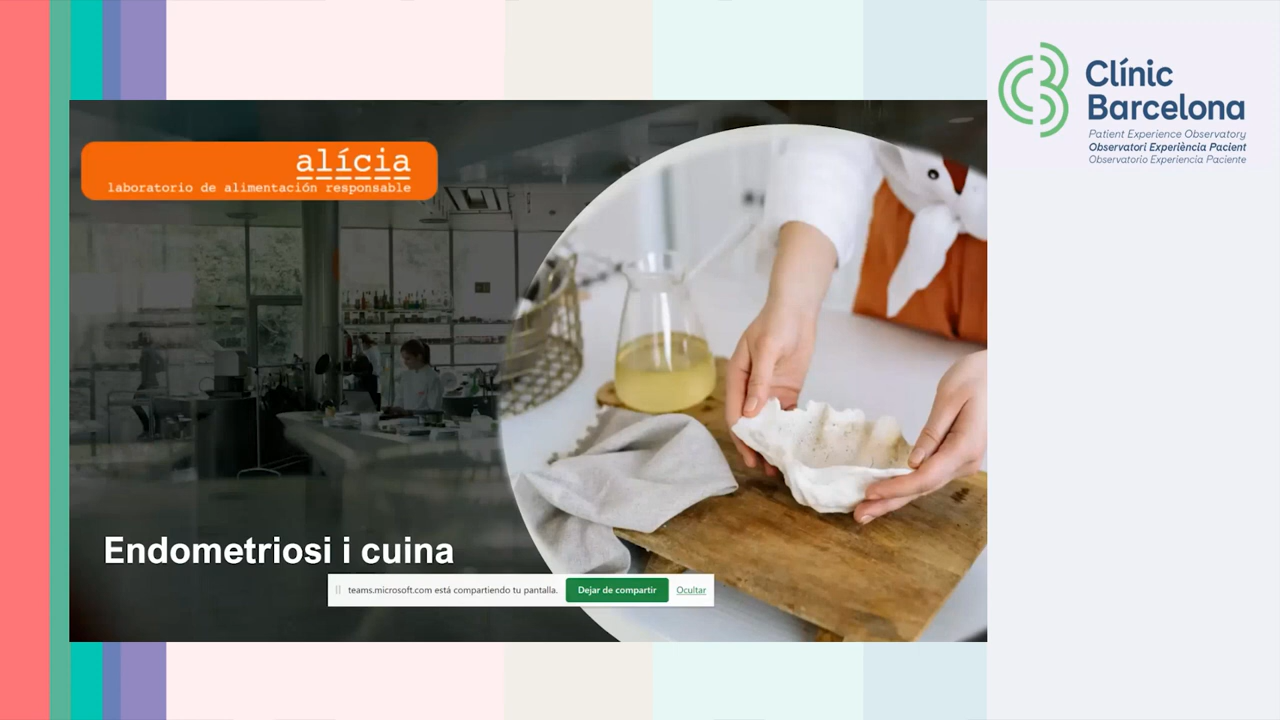 alícia
laboratorio de alimentación responsable
Endometriosi i cuina
teams.microsoft.com está compartiendo tu pantalla.
Dejar de compartir
Ocultar
Clínic
Barcelona
Patient Experience Observatory
Observatori Experiència Pacient
Observatorio Experiencia Paciente